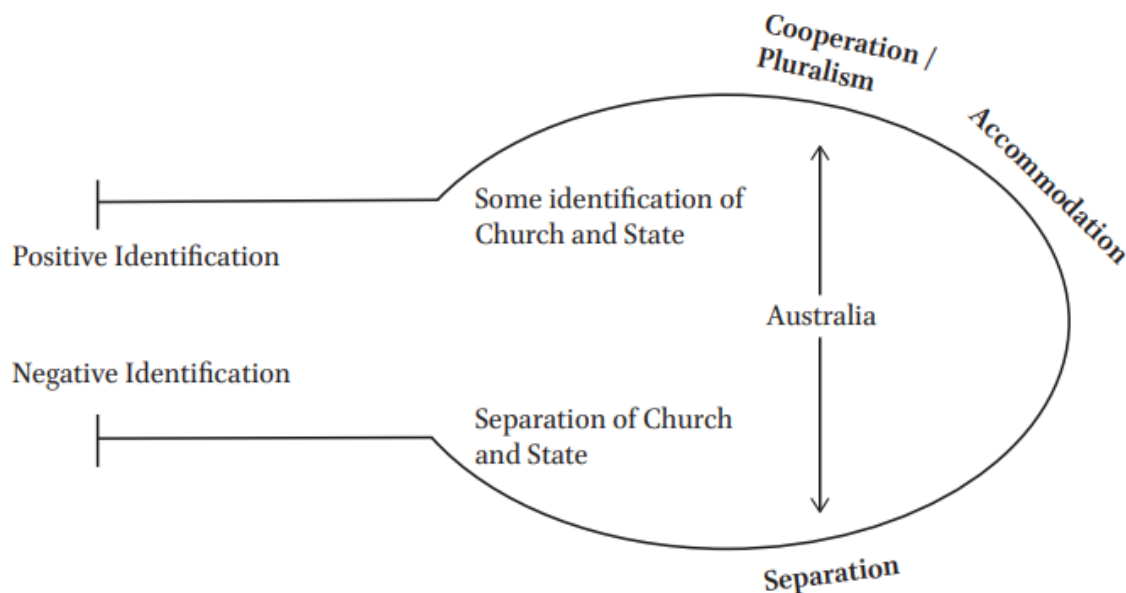 Cooperation /
Pluralism
Accommodation
Some identification of
Church and State
Positive Identification
Australia
Negative Identification
Separation of Church
and State
Separation